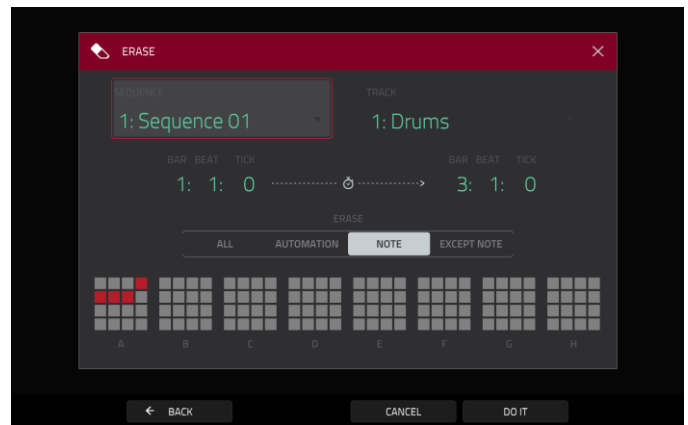 ERASE
SEQUENCE TRACK
1: Sequence 01 1: Drums
BAR BEAT TICK BAR BEAT TICK
1: 1: 0 3: 1: 0
ERASE
ALL AUTOMATION NOTE EXCEPT NOTE
A B C D E F G H
BACK CANCEL DO IT